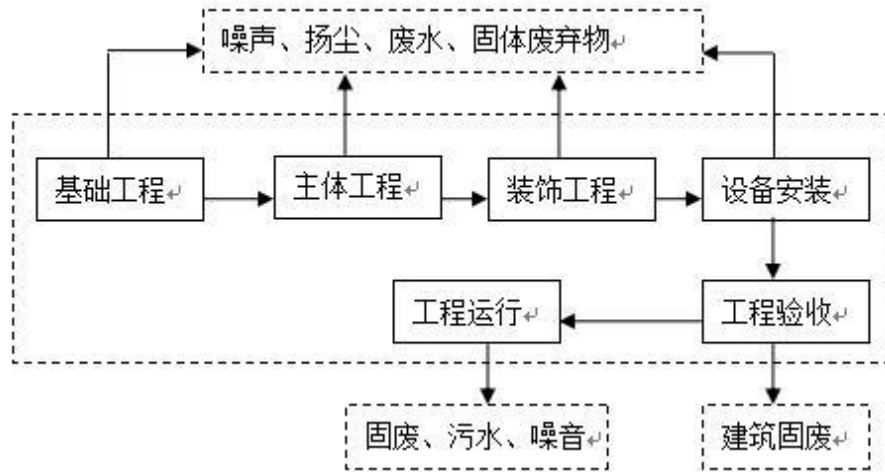 噪声、扬尘、废水、固体废弃物↵
基础工程↵
主体工程↵
装饰工程↵
设备安装↵
工程运行↵
工程验收↵
固废、污水、噪音↵
建筑固废↵